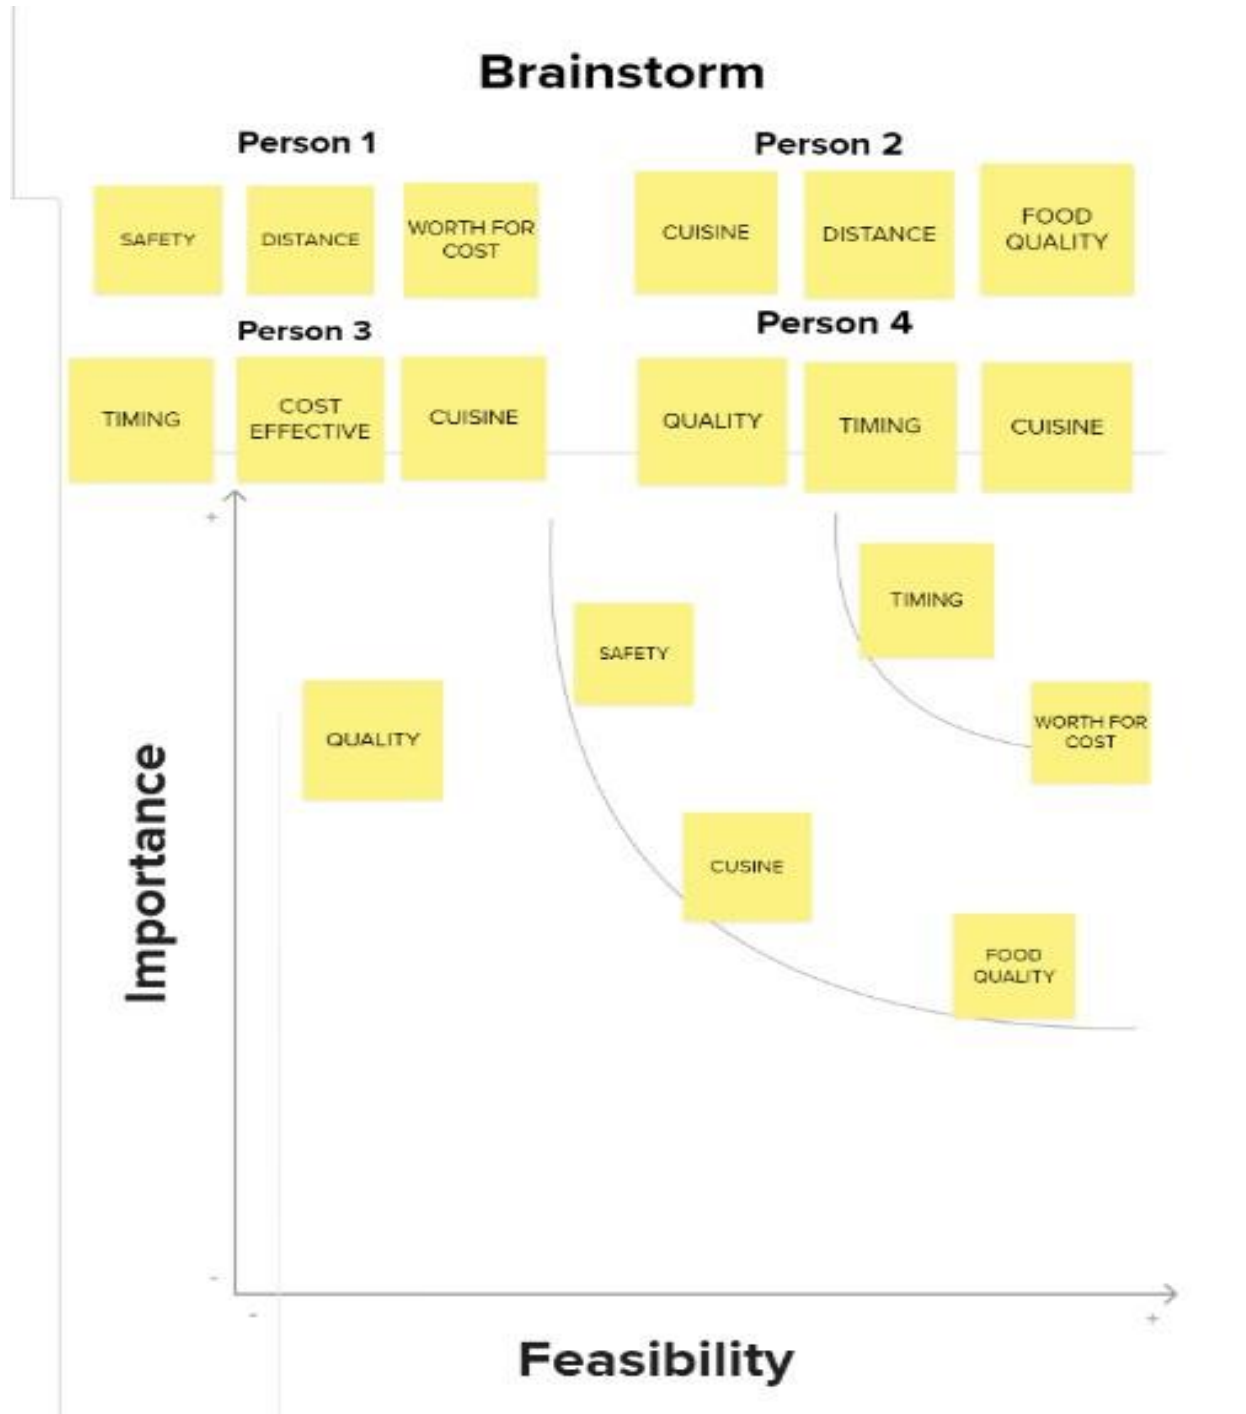 Brainstorm
Person 1
Person 2
SAFETY
DISTANCE
WORTH FOR
COST
CUISINE
DISTANCE
FOOD
QUALITY
Person 3
Person 4
TIMING
COST
EFFECTIVE
CUISINE
QUALITY
TIMING
CUISINE
+
TIMING
SAFETY
WORTH FOR
COST
QUALITY
CUSINE
FOOD
QUALITY
Importance
-
-
+
Feasibility